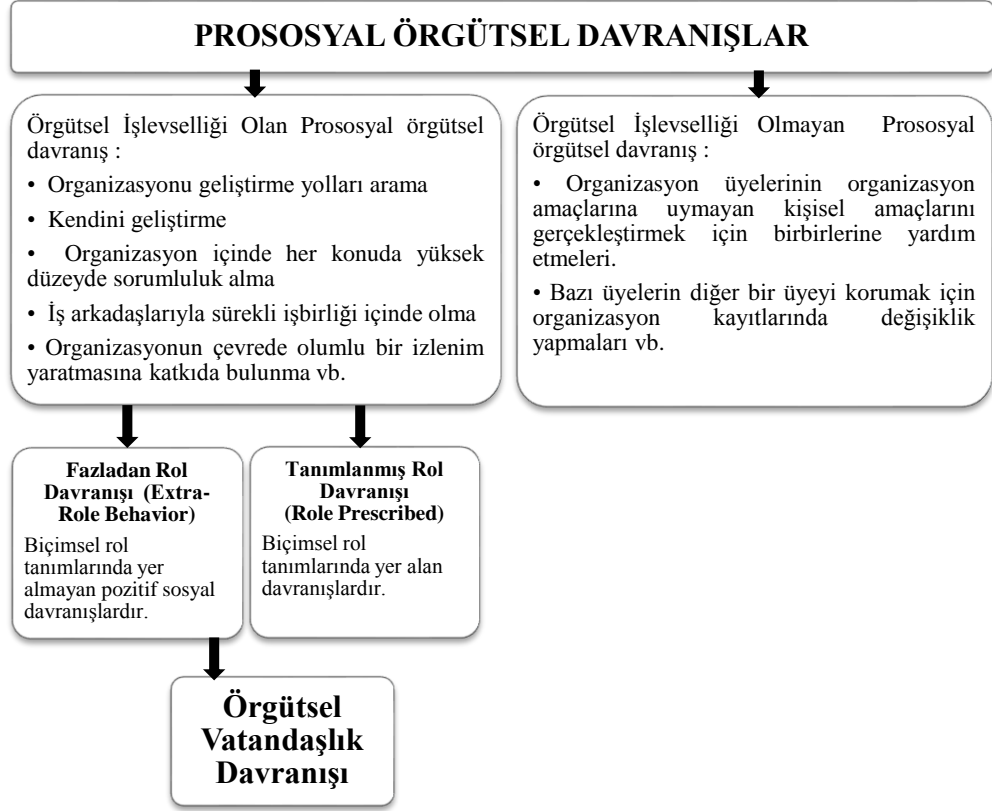 PROSOSYAL ÖRGÜTSEL DAVRANIŞLAR
Örgütsel İşlevselliği Olan Prososyal örgütsel
davranış :
• Organizasyonu geliştirme yolları arama
• Kendini geliştirme
• Organizasyon içinde her konuda yüksek
düzeyde sorumluluk alma
• İş arkadaşlarıyla sürekli işbirliği içinde olma
• Organizasyonun çevrede olumlu bir izlenim
yaratmasına katkıda bulunma vb.
Örgütsel İşlevselliği Olmayan Prososyal
örgütsel davranış :
• Organizasyon üyelerinin organizasyon
amaçlarına uymayan kişisel amaçlarını
gerçekleştirmek için birbirlerine yardım
etmeleri.
• Bazı üyelerin diğer bir üyeyi korumak için
organizasyon kayıtlarında değişiklik
yapmaları vb.
Fazladan Rol
Davranışı (Extra-
Role Behavior)
Biçimsel rol
tanımlarında yer
almayan pozitif sosyal
davranışlardır.
Tanımlanmış Rol
Davranışı
(Role Prescribed)
Biçimsel rol
tanımlarında yer alan
davranışlardır.
Örgütsel
Vatandaşlık
Davranışı